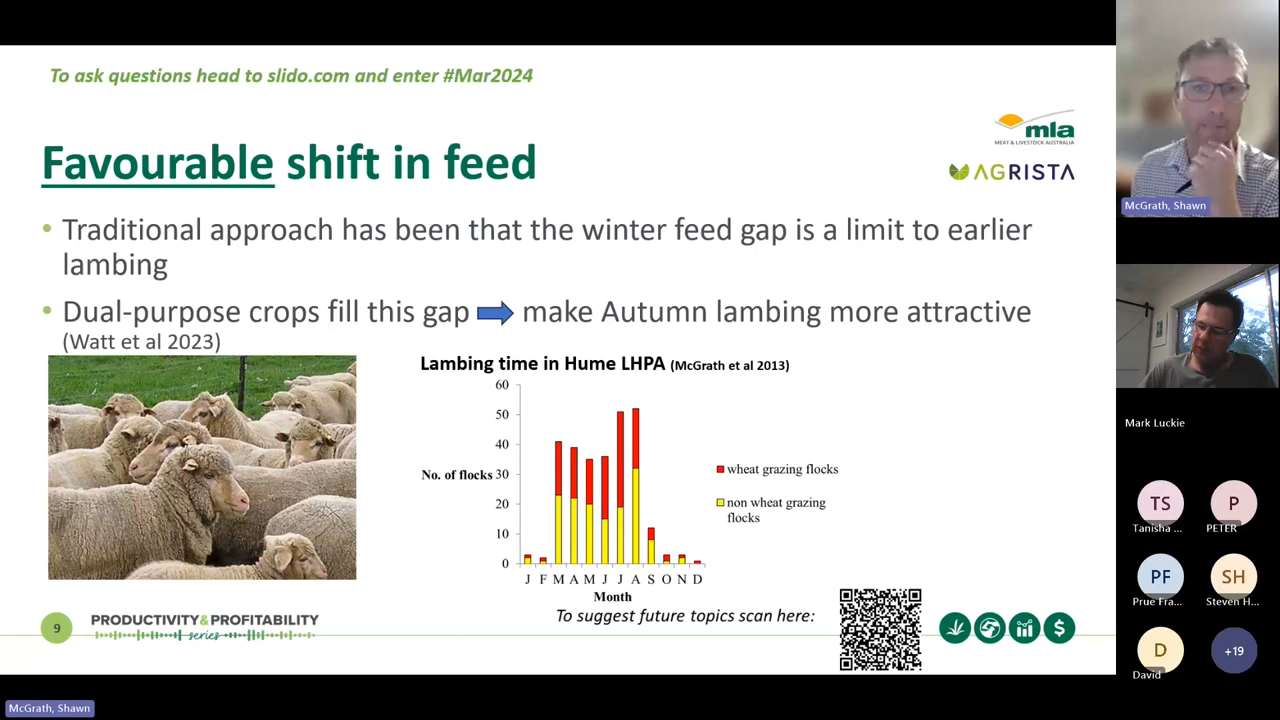 To ask questions head to slido.com and enter #Mar2024
mla
MEAT & LIVESTOCK AUSTRALIA
AGRISTA
Favourable shift in feed
• Traditional approach has been that the winter feed gap is a limit to earlier
lambing
• Dual-purpose crops fill this gap make Autumn lambing more attractive
(Watt et al 2023)
Lambing time in Hume LHPA (McGrath et al 2013)
60
50
40
No. of flocks 30
20
10
0
wheat grazing flocks
non wheat grazing
flocks
J F M A M J J A S O N D
Month
9
PRODUCTIVITY & PROFITABILITY
series
To suggest future topics scan here:
$
McGrath, Shawn
Mark Luckie
TS
Tanisha ...
P
PETER
PF
Prue Fra...
SH
Steven H...
D
David
+19
McGrath, Shawn